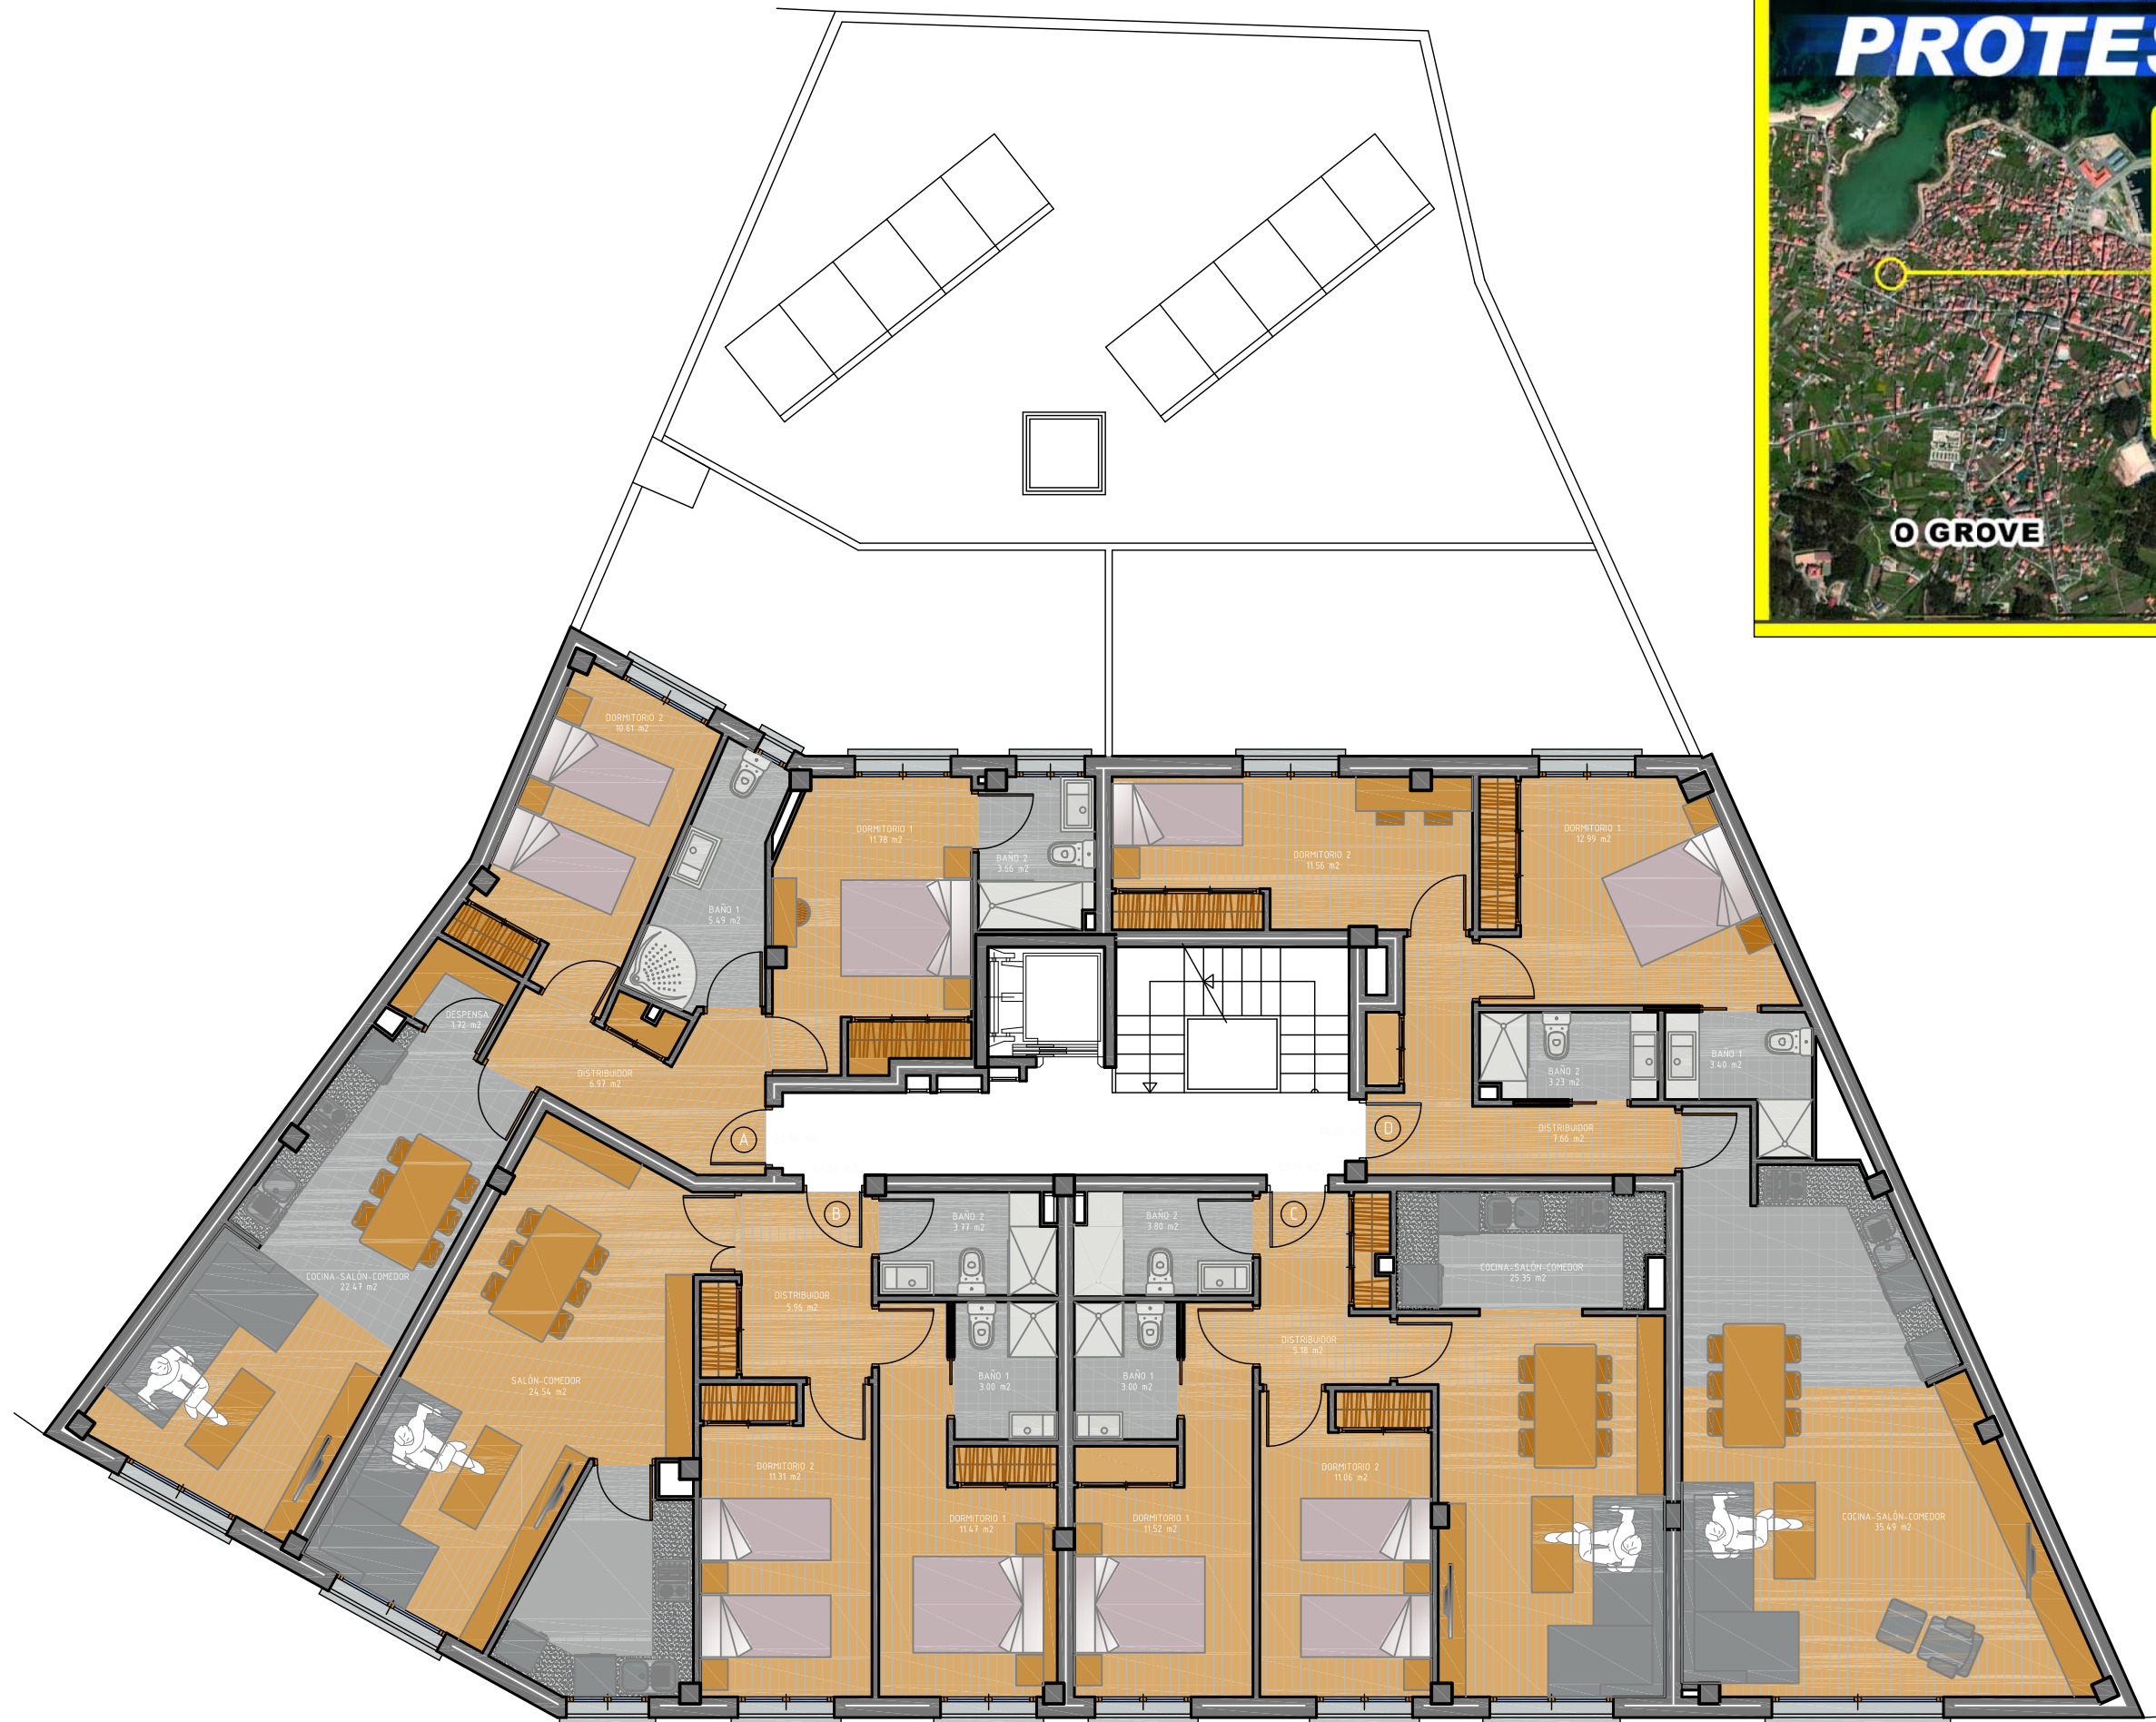 PROTES
O GROVE
DORMITORIO 2
10.61 m2
BAÑO 1
5.49 m2
DORMITORIO 1
11.78 m2
BAÑO 2
3.66 m2
DORMITORIO 2
11.56 m2
DORMITORIO 1
12.99 m2
DESPENSA
1.72 m2
DISTRIBUIDOR
6.97 m2
BAÑO 2
3.23 m2
BAÑO 1
3.40 m2
DISTRIBUIDOR
7.66 m2
A
D
B
C
BAÑO 2
3.77 m2
BAÑO 2
3.80 m2
COCINA-SALÓN-COMEDOR
22.47 m2
DISTRIBUIDOR
5.96 m2
COCINA-SALÓN-COMEDOR
25.35 m2
DISTRIBUIDOR
5.18 m2
SALÓN-COMEDOR
24.54 m2
BAÑO 1
3.00 m2
BAÑO 1
3.00 m2
DORMITORIO 2
11.31 m2
DORMITORIO 2
11.06 m2
DORMITORIO 1
11.47 m2
DORMITORIO 1
11.52 m2
COCINA-SALÓN-COMEDOR
35.49 m2